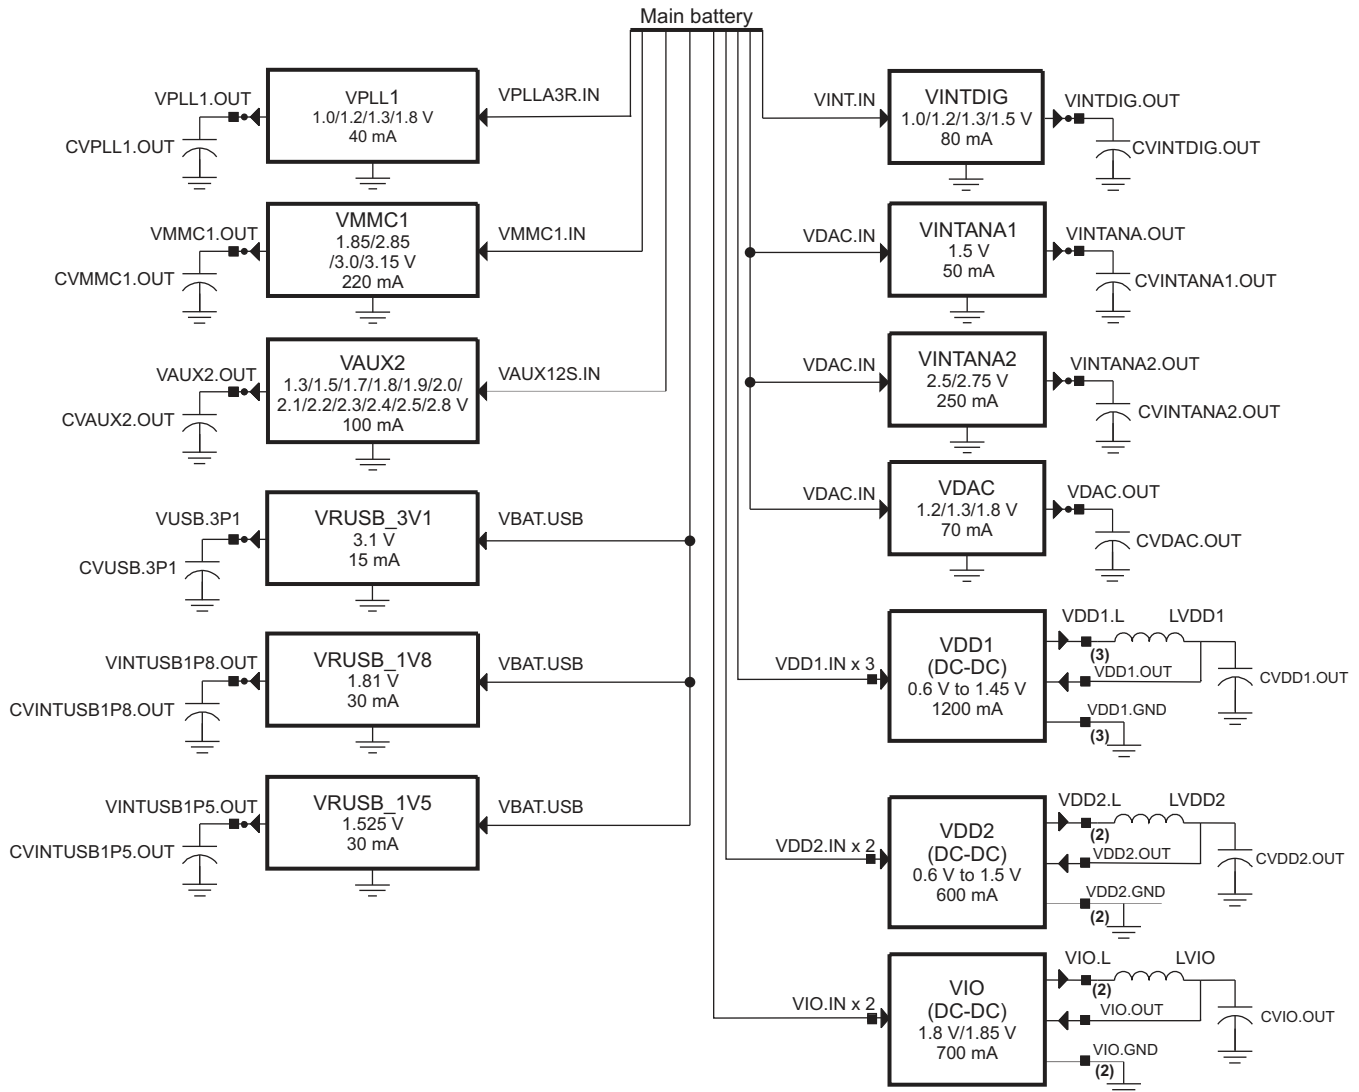 Main battery
VPLL1.OUT
CVPLL1.OUT
VPLL1
1.0/1.2/1.3/1.8 V
40 mA
VPLLA3R.IN
VMMC1.OUT
CVMMC1.OUT
VMMC1
1.85/2.85
/3.0/3.15 V
220 mA
VMMC1.IN
VAUX2.OUT
CVAUX2.OUT
VAUX2
1.3/1.5/1.7/1.8/1.9/2.0/
2.1/2.2/2.3/2.4/2.5/2.8 V
100 mA
VAUX12S.IN
VUSB.3P1
CVUSB.3P1
VRUSB_3V1
3.1 V
15 mA
VBAT.USB
VINTUSB1P8.OUT
CVINTUSB1P8.OUT
VRUSB_1V8
1.81 V
30 mA
VBAT.USB
VINTUSB1P5.OUT
CVINTUSB1P5.OUT
VRUSB_1V5
1.525 V
30 mA
VBAT.USB
VINT.IN
VINTDIG
1.0/1.2/1.3/1.5 V
80 mA
VINTDIG.OUT
CVINTDIG.OUT
VDAC.IN
VINTANA1
1.5 V
50 mA
VINTANA.OUT
CVINTANA1.OUT
VDAC.IN
VINTANA2
2.5/2.75 V
250 mA
VINTANA2.OUT
CVINTANA2.OUT
VDAC.IN
VDAC
1.2/1.3/1.8 V
70 mA
VDAC.OUT
CVDAC.OUT
VDD1.IN x 3
VDD1
(DC-DC)
0.6 V to 1.45 V
1200 mA
VDD1.L
LVDD1
(3)
VDD1.OUT
CVDD1.OUT
VDD1.GND
(3)
VDD2.IN x 2
VDD2
(DC-DC)
0.6 V to 1.5 V
600 mA
VDD2.L
LVDD2
(2)
VDD2.OUT
CVDD2.OUT
VDD2.GND
(2)
VIO.IN x 2
VIO
(DC-DC)
1.8 V/1.85 V
700 mA
VIO.L
LVIO
(2)
VIO.OUT
CVIO.OUT
VIO.GND
(2)